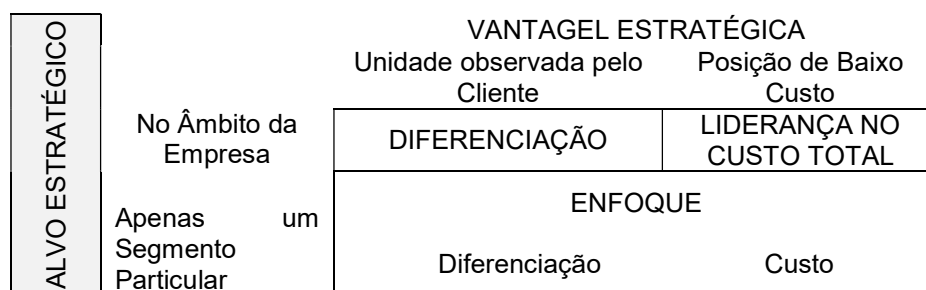 ALVO ESTRATÉGICO
VANTAGEL ESTRATÉGICA
Unidade observada pelo Cliente
Posição de Baixo Custo
No Âmbito da
Empresa
DIFERENCIAÇÃO
LIDERANÇA NO
CUSTO TOTAL
Apenas um
Segmento
Particular
ENFOQUE
Diferenciação
Custo